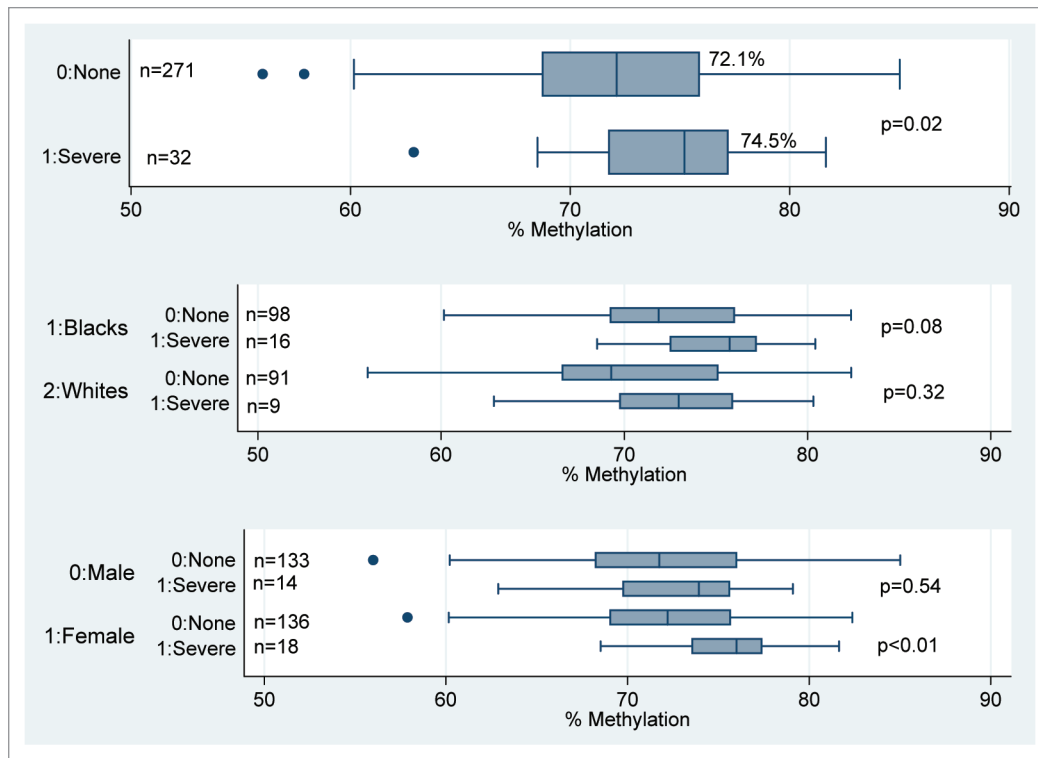 0:None n=271 72.1%
p=0.02
1:Severe n=32 74.5%
50 60 70 80 90
% Methylation
1:Blacks 0:None n=98 p=0.08
1:Severe n=16
2:Whites 0:None n=91 p=0.32
1:Severe n=9
50 60 70 80 90
% Methylation
0:Male 0:None n=133 p=0.54
1:Severe n=14
1:Female 0:None n=136 p<0.01
1:Severe n=18
50 60 70 80 90
% Methylation